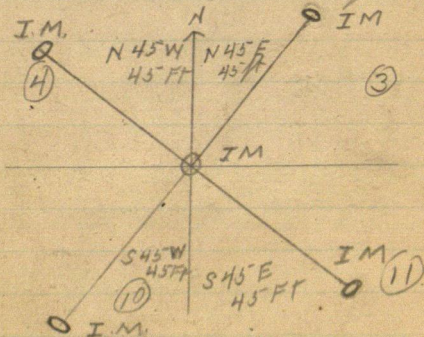 N
I.M.
IM
N 45 W
45 Ft
N 45 E
45 Ft
4
3
IM
S 45 W
45 Ft
S 45 E
45 Ft
IM
11
10
I.M.